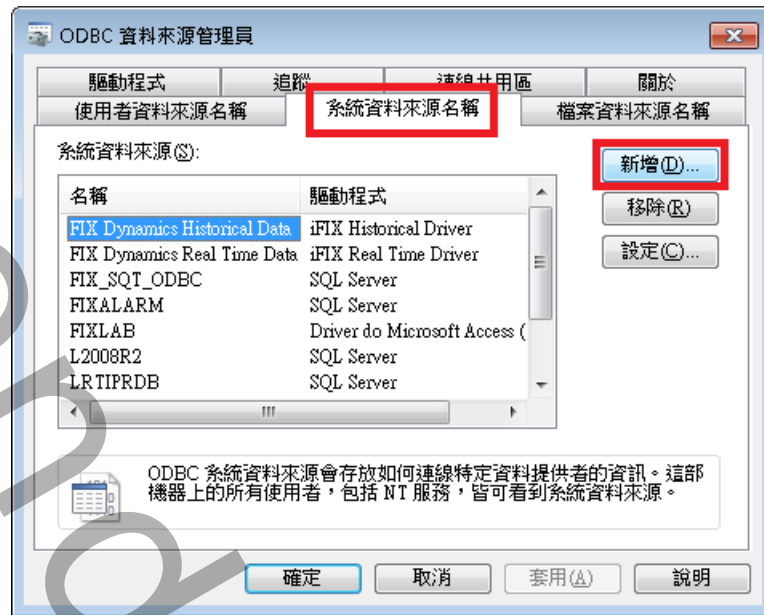 ODBC 資料來源管理員
驅動程式 追蹤 連線共用區 關於
使用者資料來源名稱 系統資料來源名稱 檔案資料來源名稱
系統資料來源(S):
新增(D)...
移除(R)
設定(C)...
名稱 驅動程式
FIX Dynamics Historical Data iFIX Historical Driver
FIX Dynamics Real Time Data iFIX Real Time Driver
FIX_SQT_ODBC SQL Server
FIXALARM SQL Server
FIXLAB Driver do Microsoft Access (
L2008R2 SQL Server
LRTIPRDB SQL Server
ODBC 系統資料來源會存放如何連線特定資料提供者的資訊。這部
機器上的所有使用者，包括 NT 服務，皆可看到系統資料來源。
確定 取消 套用(A) 說明